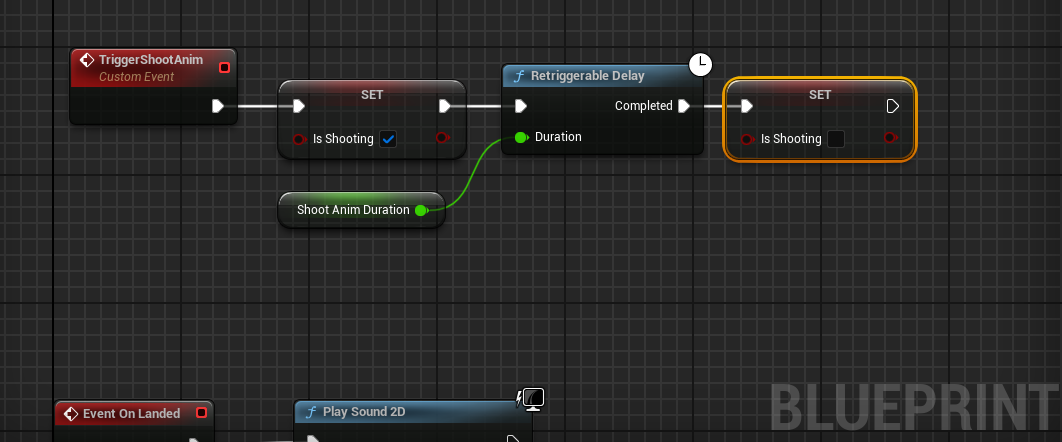 TriggerShootAnim
Custom Event
SET
Is Shooting
Retriggerable Delay
Completed
Duration
SET
Is Shooting
Shoot Anim Duration
Event On Landed
Play Sound 2D
BLUEPRINT